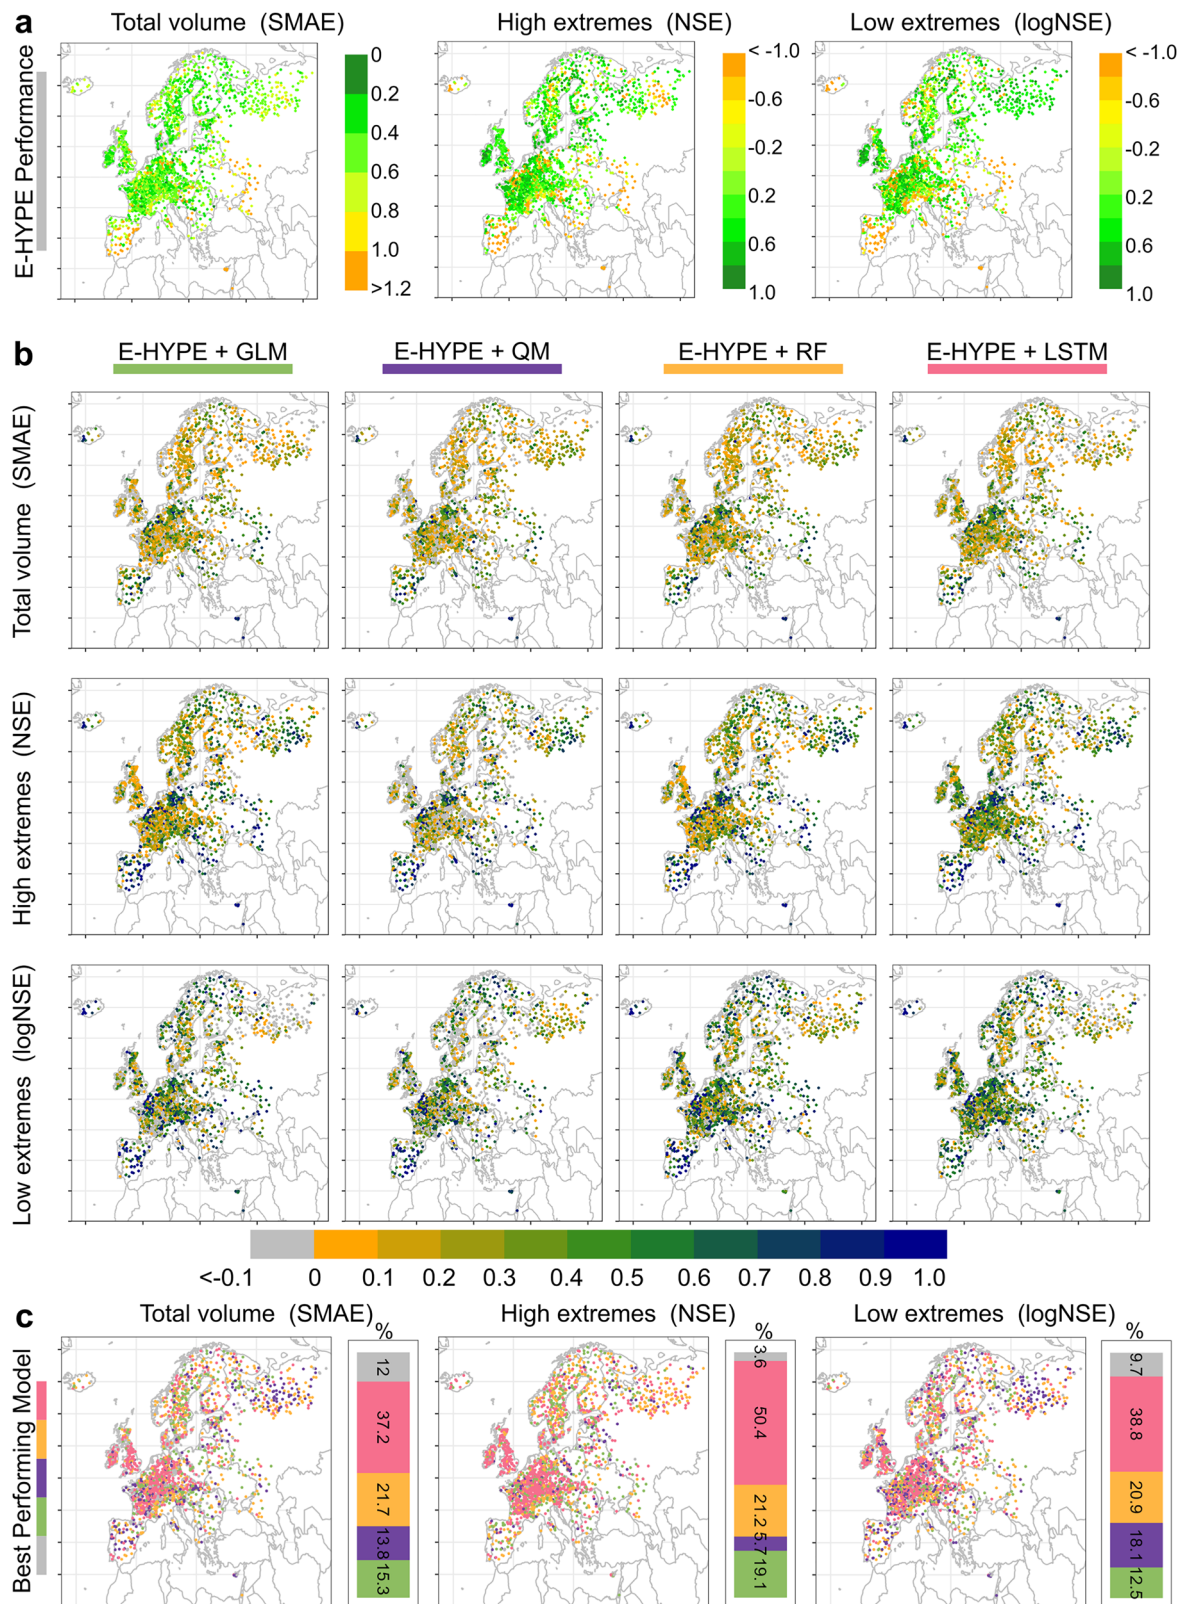 a
Total volume (SMAE)
High extremes (NSE)
Low extremes (logNSE)
E-HYPE Performance
0
0.2
0.4
0.6
0.8
1.0
>1.2
< -1.0
-0.6
-0.2
0.2
0.6
1.0
< -1.0
-0.6
-0.2
0.2
0.6
1.0
b
E-HYPE + GLM
E-HYPE + QM
E-HYPE + RF
E-HYPE + LSTM
Total volume (SMAE)
High extremes (NSE)
Low extremes (logNSE)
<-0.1 0 0.1 0.2 0.3 0.4 0.5 0.6 0.7 0.8 0.9 1.0
c
Total volume (SMAE)
High extremes (NSE)
Low extremes (logNSE)
Best Performing Model
%
12
37.2
21.7
13.8
15.3
%
3.6
50.4
21.2
5.7
19.1
%
9.7
38.8
20.9
18.1
12.5